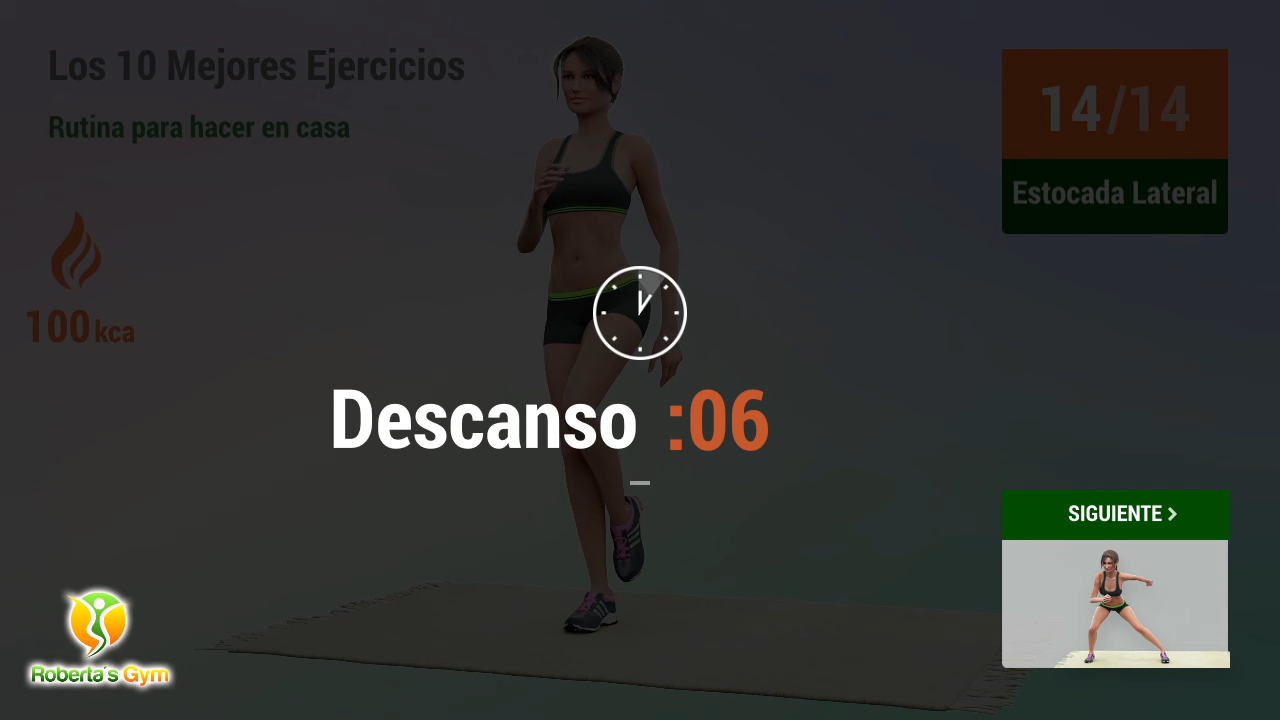 Los 10 Mejores Ejercicios
Rutina para hacer en casa
14/14
Estocada Lateral
100 kca
Descanso :06
SIGUIENTE >
Roberta´s Gym